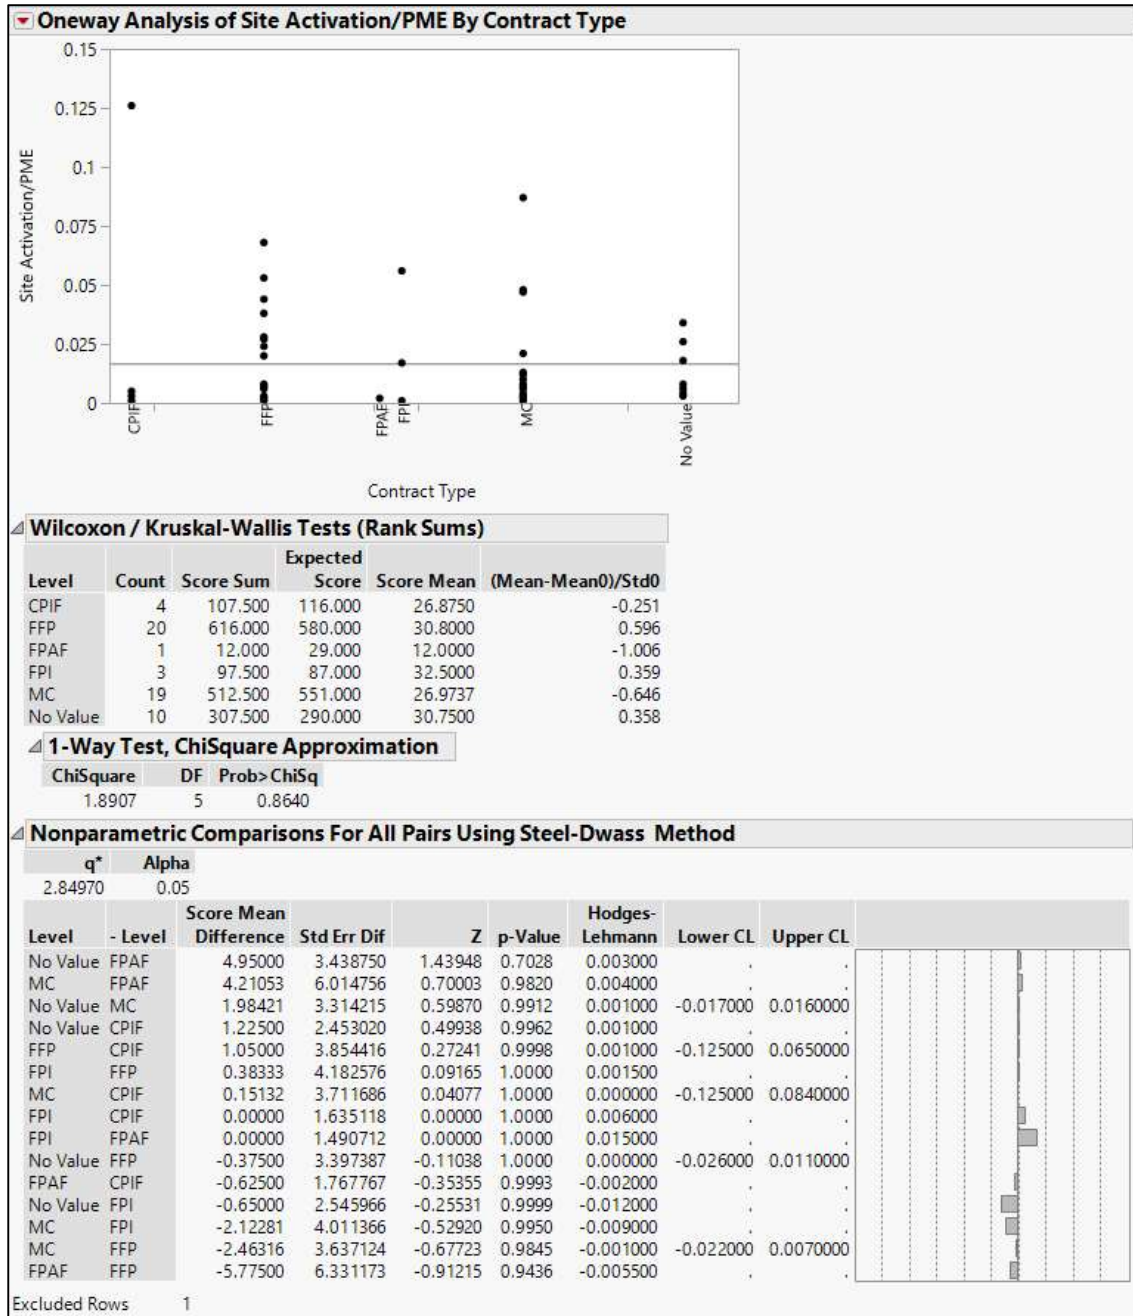 Oneway Analysis of Site Activation/PME By Contract Type
0.15
0.125
0.1
0.075
0.05
0.025
0
Site Activation/PME
CPIF
FFP
FPAF
FPI
MC
No Value
Contract Type
Wilcoxon / Kruskal-Wallis Tests (Rank Sums)
Expected
Level Count Score Sum Score Score Mean (Mean-Mean0)/Std0
CPIF 4 107.500 116.000 26.8750 -0.251
FFP 20 616.000 580.000 30.8000 0.596
FPAF 1 12.000 29.000 12.0000 -1.006
FPI 3 97.500 87.000 32.5000 0.359
MC 19 512.500 551.000 26.9737 -0.646
No Value 10 307.500 290.000 30.7500 0.358
1-Way Test, ChiSquare Approximation
ChiSquare DF Prob>ChiSq
1.8907 5 0.8640
Nonparametric Comparisons For All Pairs Using Steel-Dwass Method
q* Alpha
2.84970 0.05
Score Mean Hodges-
Level - Level Difference Std Err Dif Z p-Value Lehmann Lower CL Upper CL
No Value FPAF 4.95000 3.438750 1.43948 0.7028 0.003000 . .
MC FPAF 4.21053 6.014756 0.70003 0.9820 0.004000 . .
No Value MC 1.98421 3.314215 0.59870 0.9912 0.001000 -0.017000 0.0160000
No Value CPIF 1.22500 2.453020 0.49938 0.9962 0.001000 . .
FFP CPIF 1.05000 3.854416 0.27241 0.9998 0.001000 -0.125000 0.0650000
FPI FFP 0.38333 4.182576 0.09165 1.0000 0.001500 . .
MC CPIF 0.15132 3.711686 0.04077 1.0000 0.000000 -0.125000 0.0840000
FPI CPIF 0.00000 1.635118 0.00000 1.0000 0.006000 . .
FPI FPAF 0.00000 1.490712 0.00000 1.0000 0.015000 . .
No Value FFP -0.37500 3.397387 -0.11038 1.0000 0.000000 -0.026000 0.0110000
FPAF CPIF -0.62500 1.767767 -0.35355 0.9993 -0.002000 . .
No Value FPI -0.65000 2.545966 -0.25531 0.9999 -0.012000 . .
MC FPI -2.12281 4.011366 -0.52920 0.9950 -0.009000 . .
MC FFP -2.46316 3.637124 -0.67723 0.9845 -0.001000 -0.022000 0.0070000
FPAF FFP -5.77500 6.331173 -0.91215 0.9436 -0.005500 . .
Excluded Rows 1